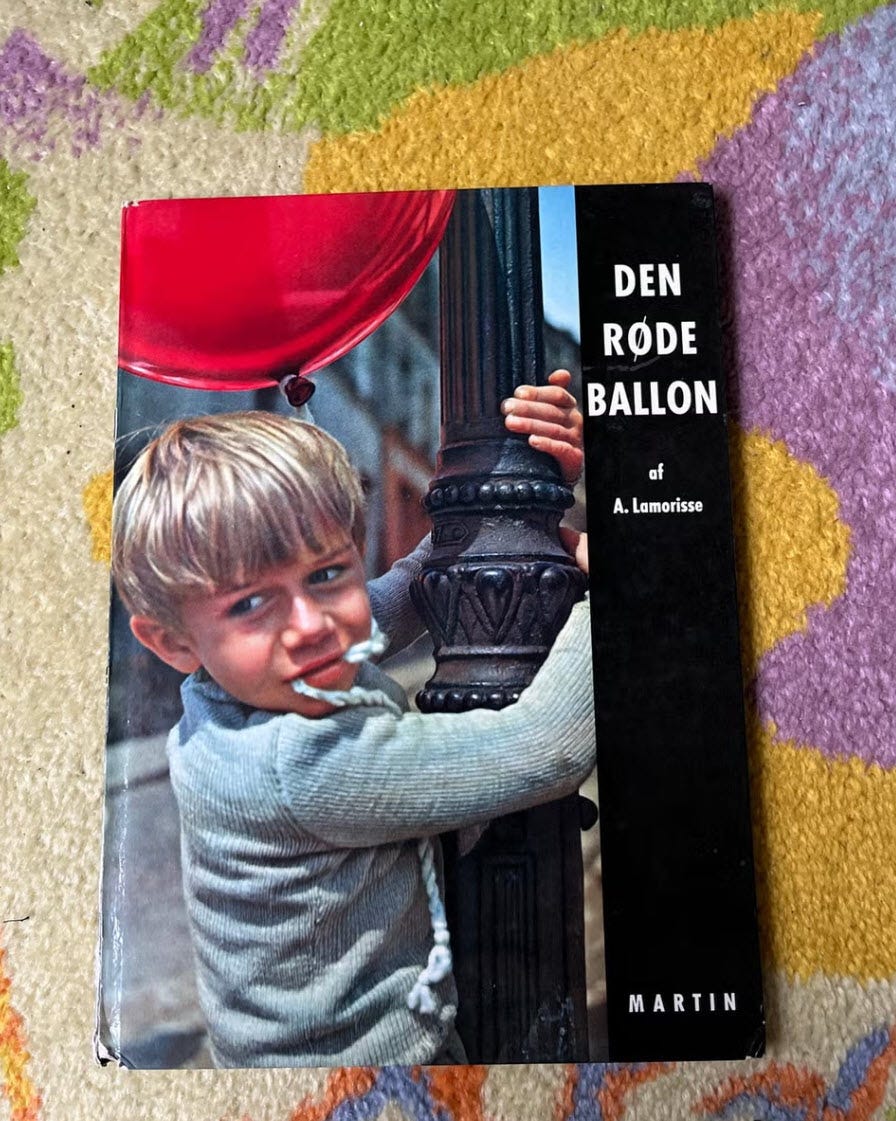 DEN
RØDE
BALLON
af
A. Lamorisse
MARTIN